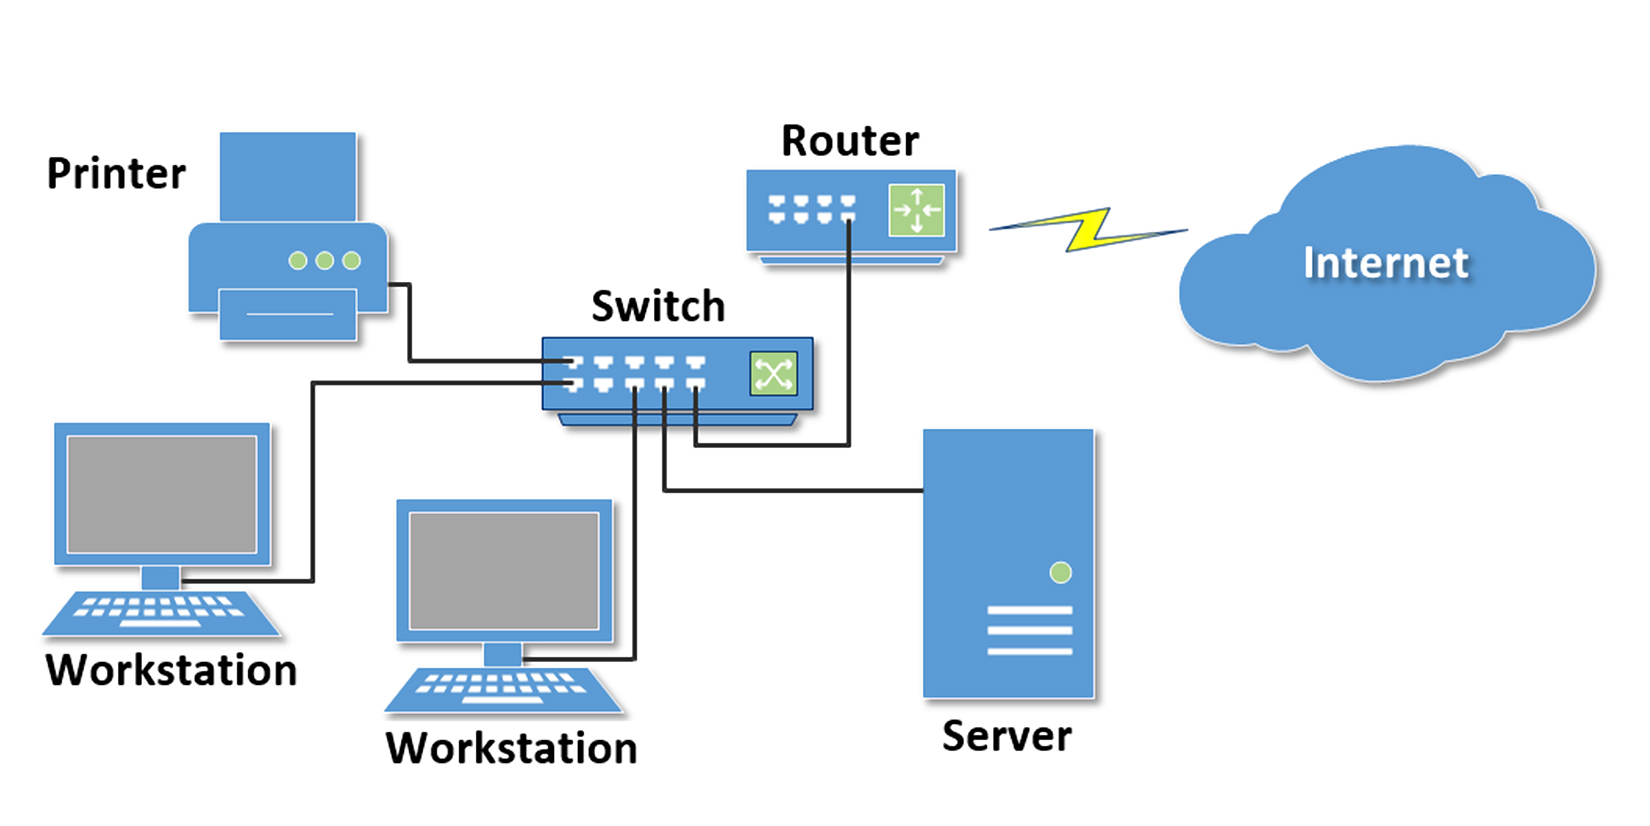 Router
Printer
Internet
Switch
Workstation
Server
Workstation